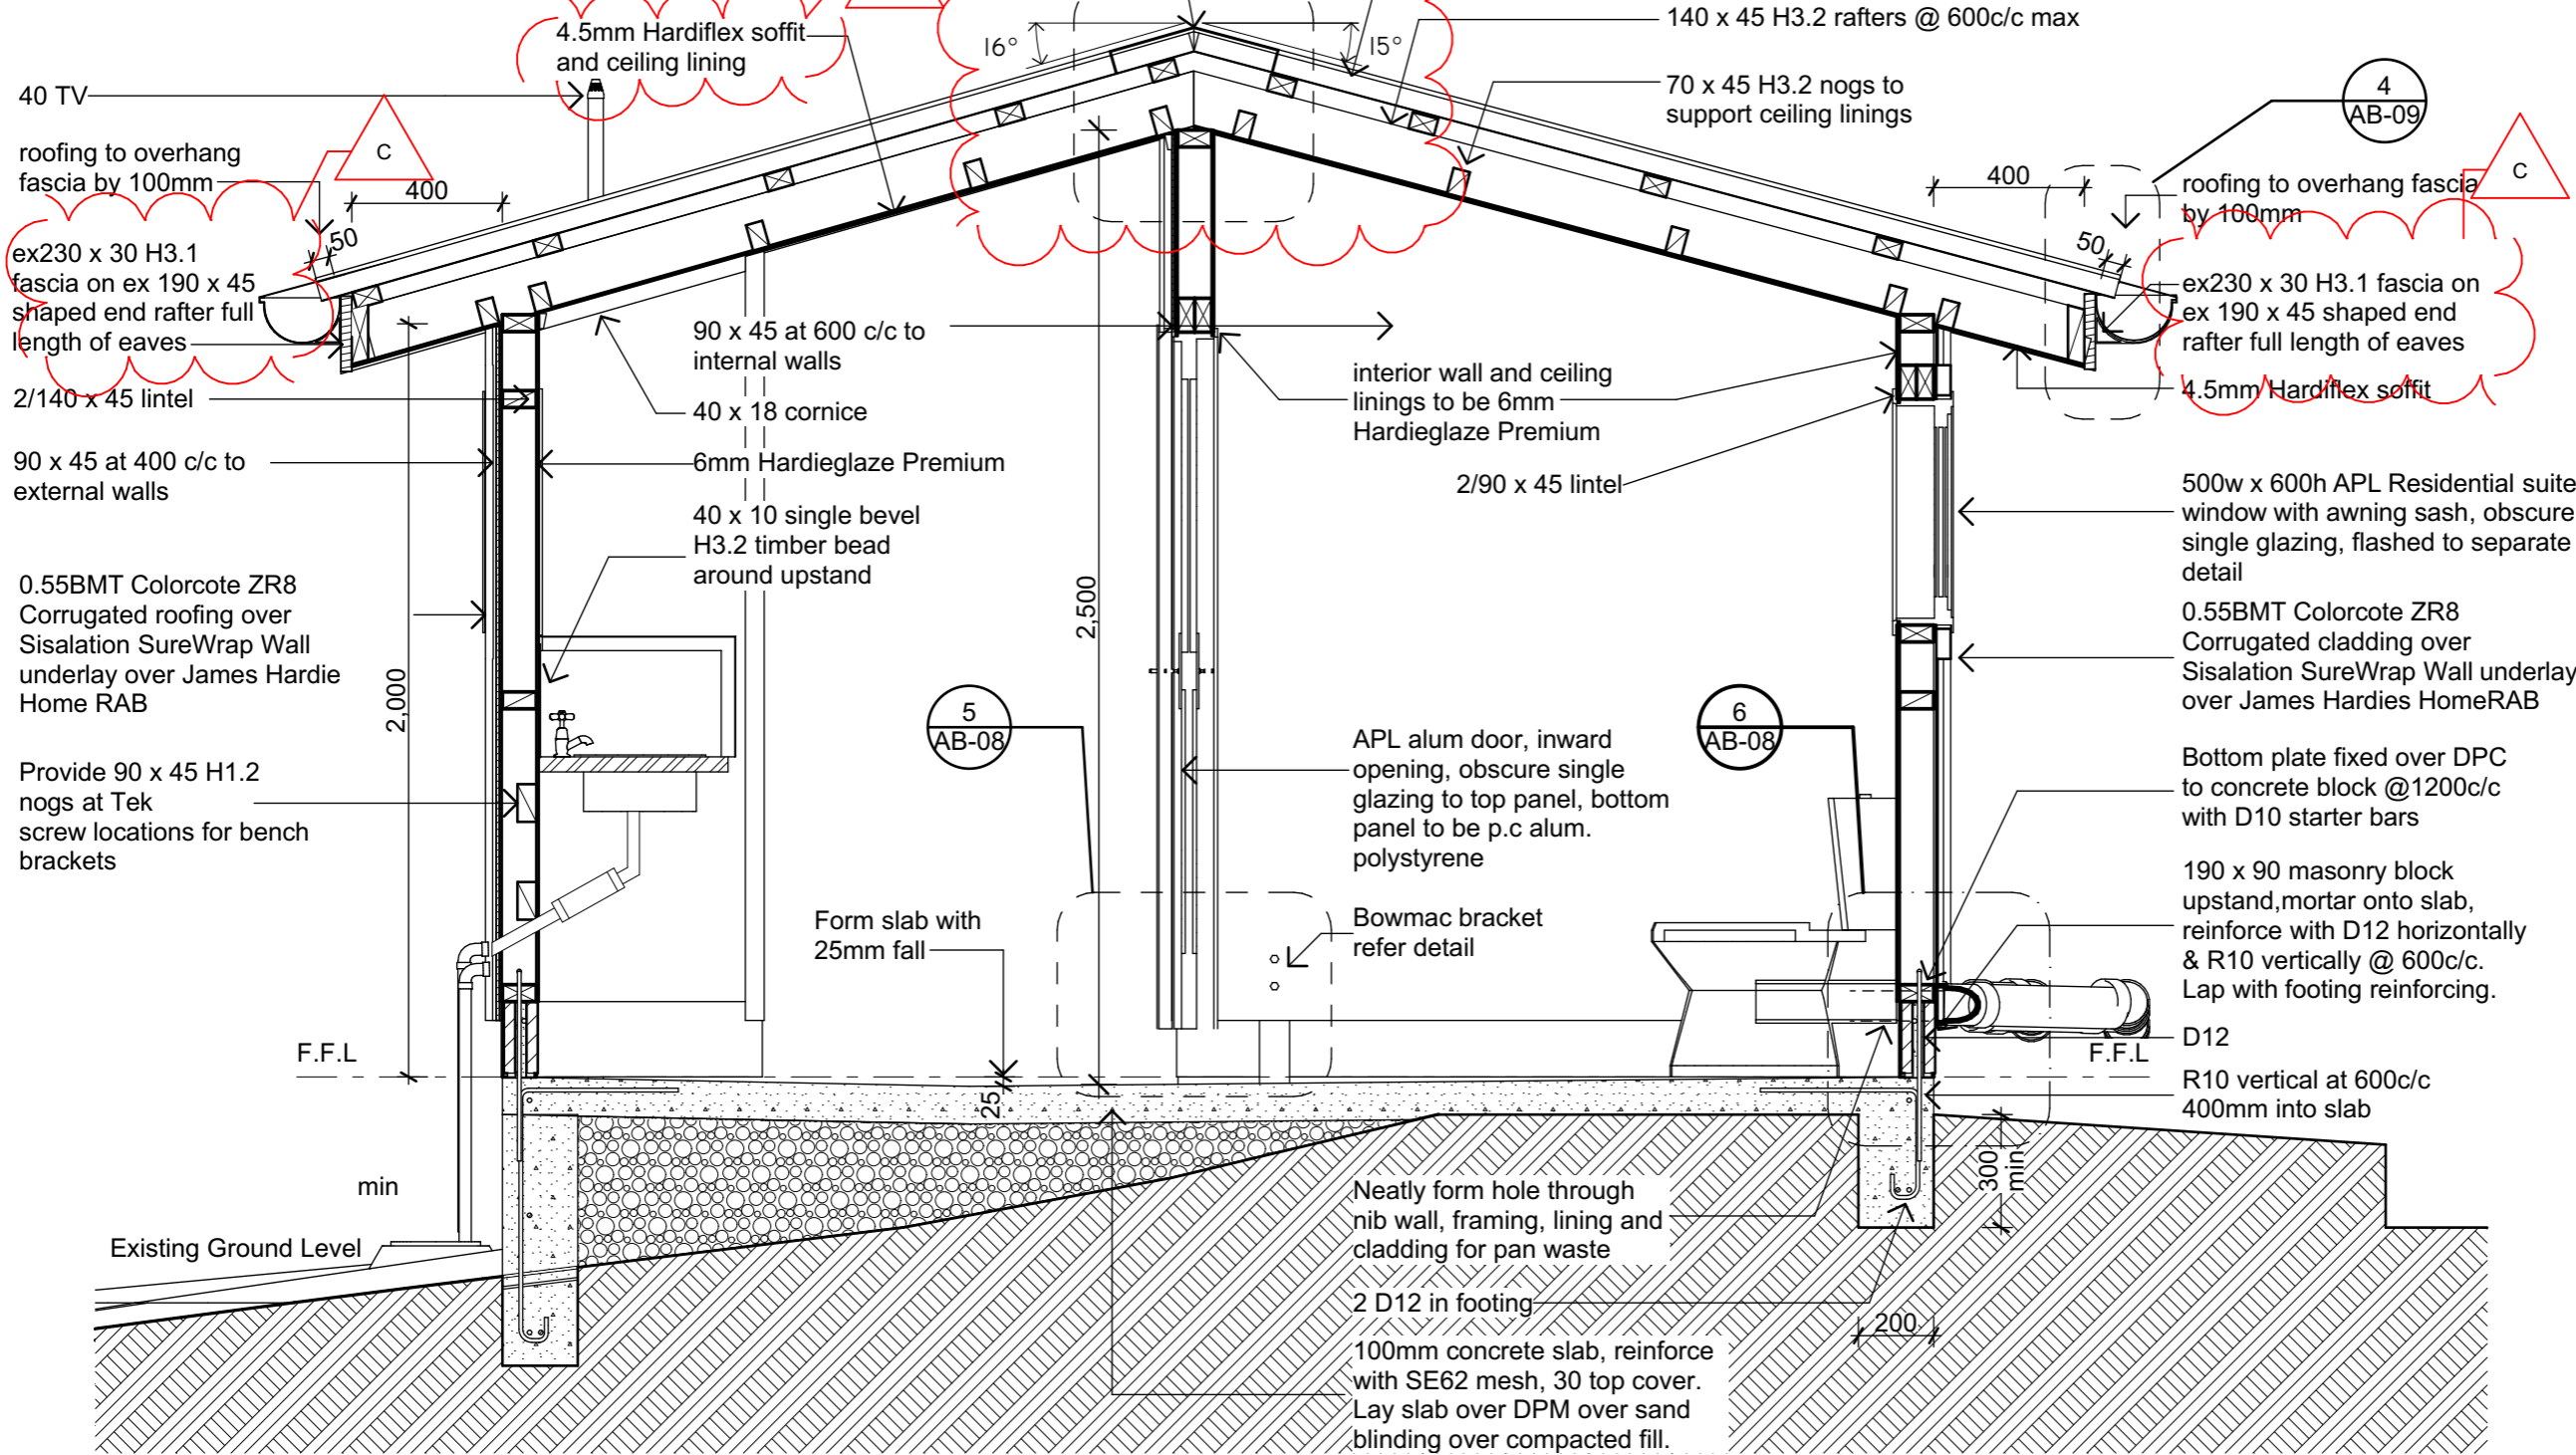 4.5mm Hardiflex soffit
and ceiling lining
16°
15°
140 x 45 H3.2 rafters @ 600c/c max
70 x 45 H3.2 nogs to
support ceiling linings
4
AB-09
40 TV
roofing to overhang
fascia by 100mm
C
400
50
ex230 x 30 H3.1
fascia on ex 190 x 45
shaped end rafter full
length of eaves
2/140 x 45 lintel
90 x 45 at 400 c/c to
external walls
0.55BMT Colorcote ZR8
Corrugated roofing over
Sisalation SureWrap Wall
underlay over James Hardie
Home RAB
2,000
Provide 90 x 45 H1.2
nogs at Tek
screw locations for bench
brackets
F.F.L
min
Existing Ground Level
90 x 45 at 600 c/c to
internal walls
40 x 18 cornice
6mm Hardieglaze Premium
40 x 10 single bevel
H3.2 timber bead
around upstand
2,500
5
AB-08
Form slab with
25mm fall
25
interior wall and ceiling
linings to be 6mm
Hardieglaze Premium
2/90 x 45 lintel
6
AB-08
APL alum door, inward
opening, obscure single
glazing to top panel, bottom
panel to be p.c alum.
polystyrene
Bowmac bracket
refer detail
Neatly form hole through
nib wall, framing, lining and
cladding for pan waste
2 D12 in footing
100mm concrete slab, reinforce
with SE62 mesh, 30 top cover.
Lay slab over DPM over sand
blinding over compacted fill.
200
300
min
400
C
roofing to overhang fascia
by 100mm
50
ex230 x 30 H3.1 fascia on
ex 190 x 45 shaped end
rafter full length of eaves
4.5mm Hardiflex soffit
500w x 600h APL Residential suite
window with awning sash, obscure
single glazing, flashed to separate
detail
0.55BMT Colorcote ZR8
Corrugated cladding over
Sisalation SureWrap Wall underlay
over James Hardies HomeRAB
Bottom plate fixed over DPC
to concrete block @1200c/c
with D10 starter bars
190 x 90 masonry block
upstand,mortar onto slab,
reinforce with D12 horizontally
& R10 vertically @ 600c/c.
Lap with footing reinforcing.
D12
F.F.L
R10 vertical at 600c/c
400mm into slab